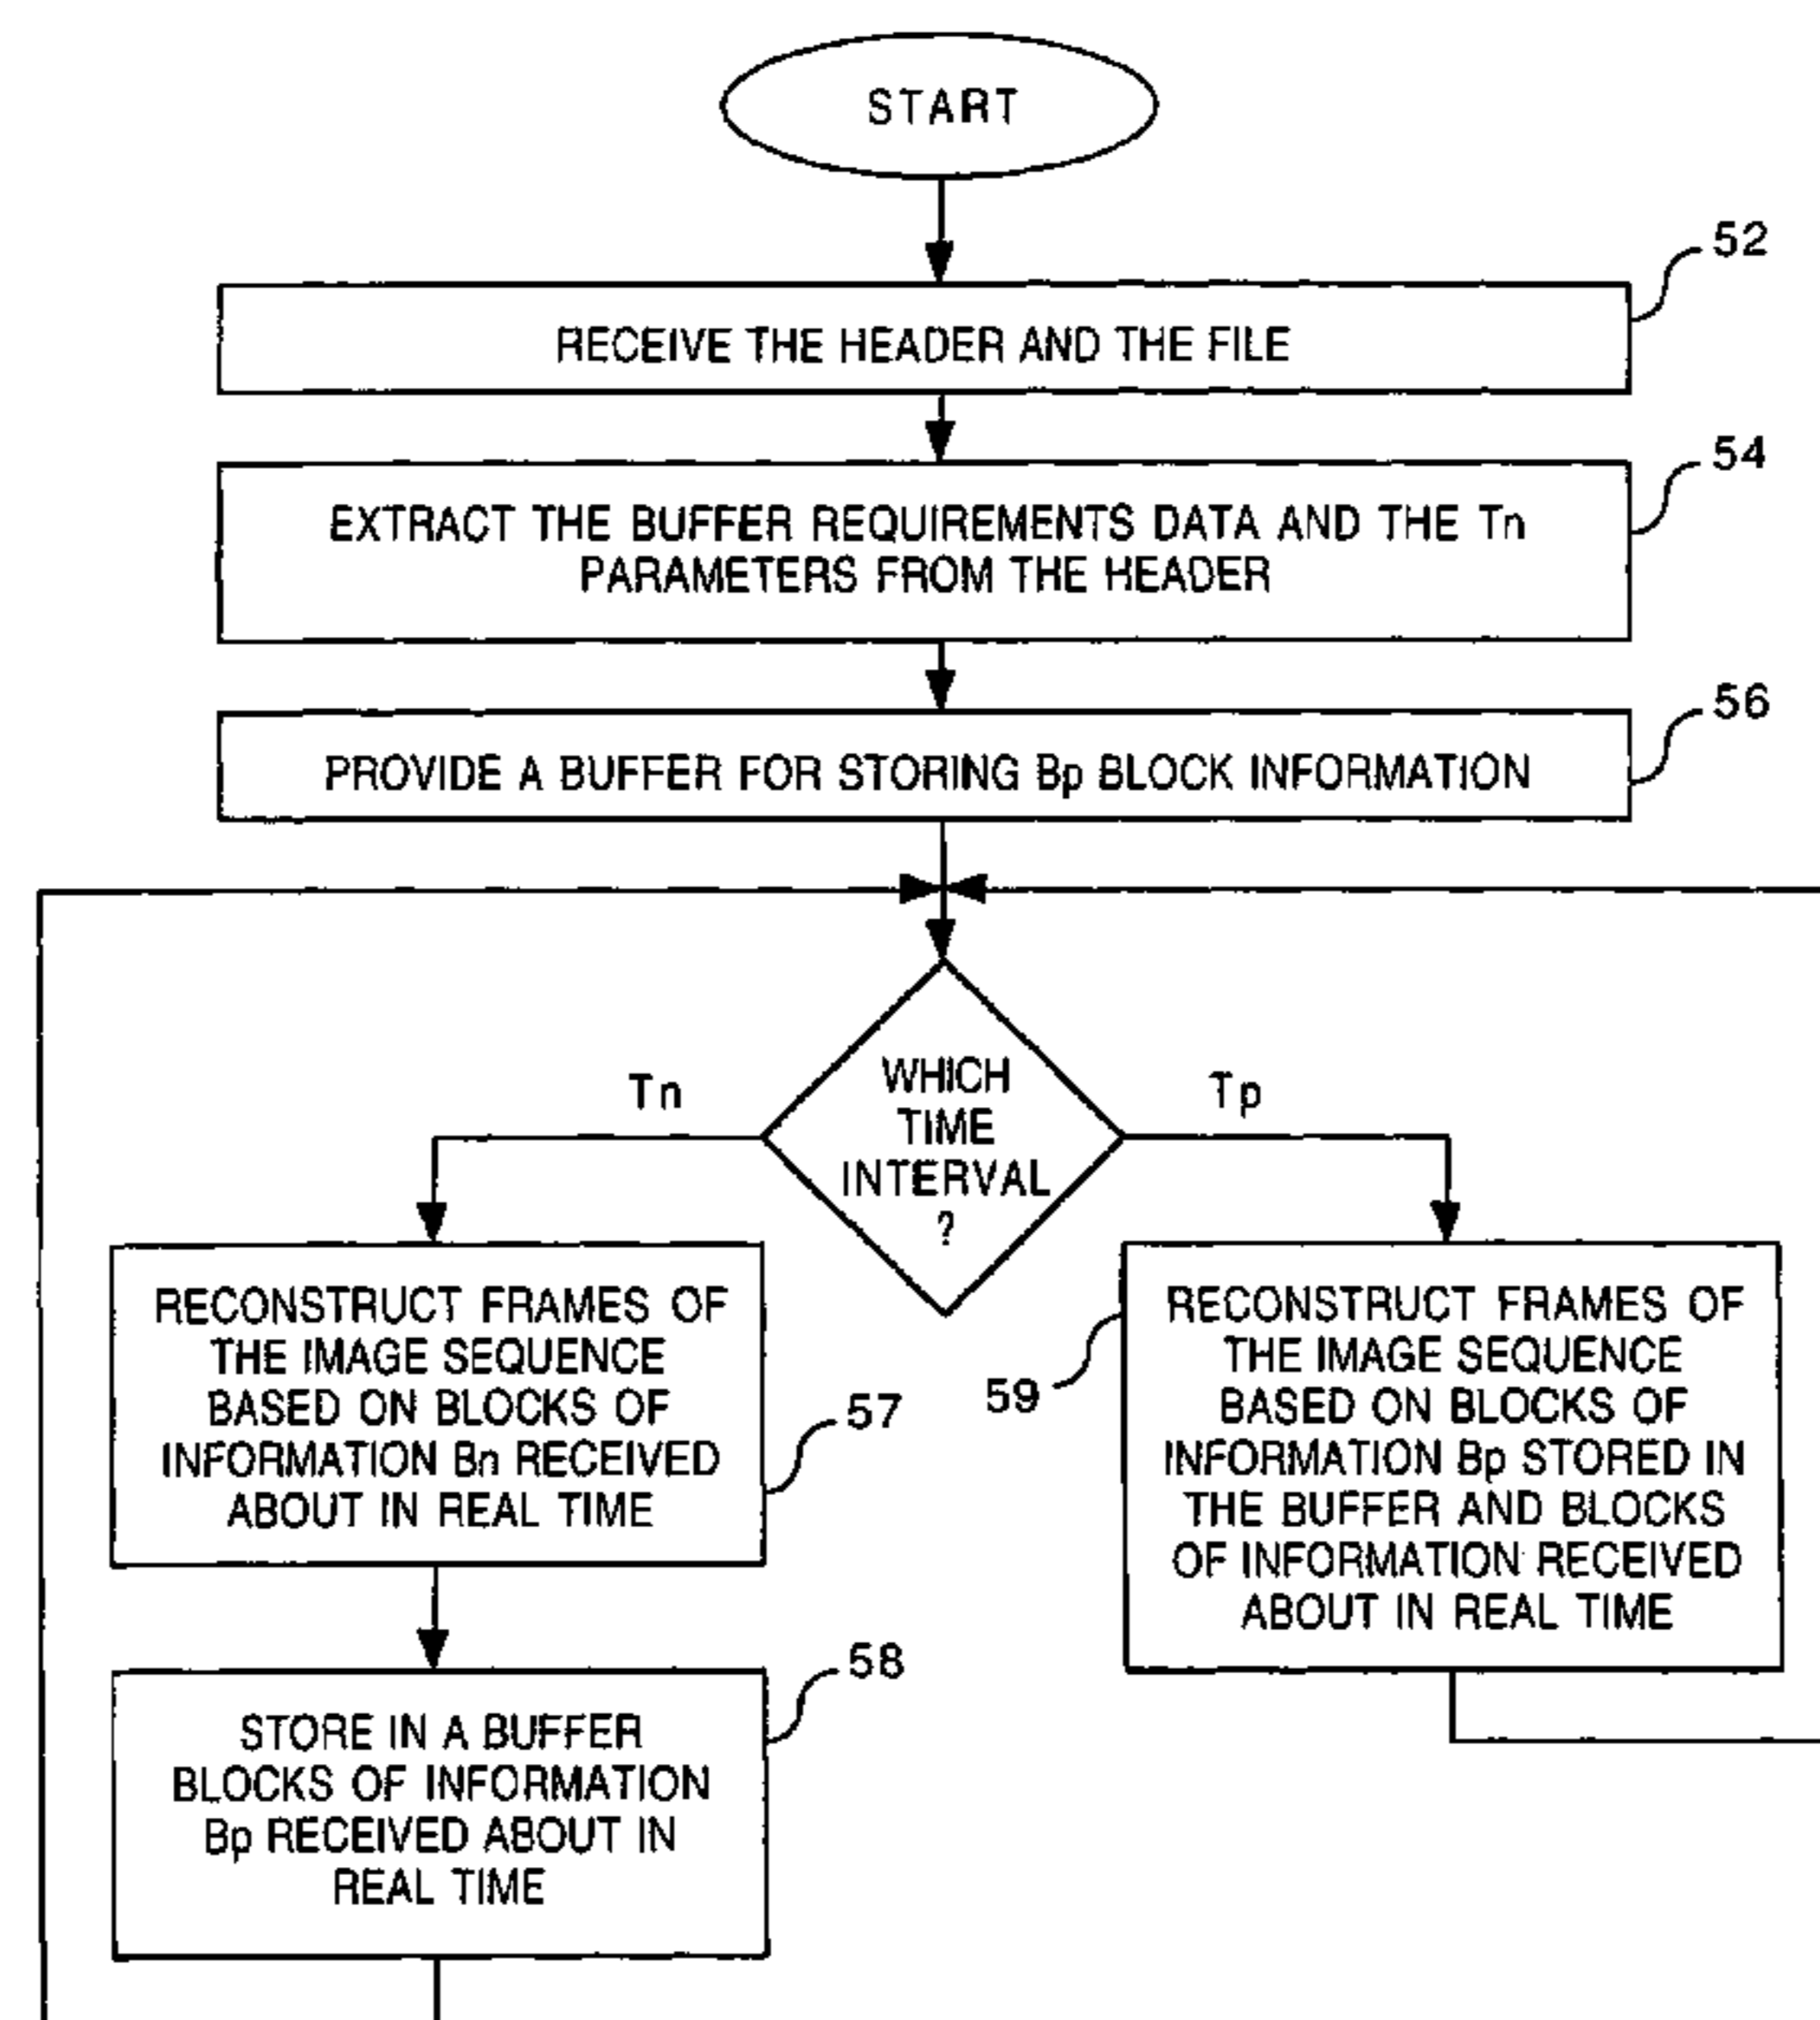 START
52
RECEIVE THE HEADER AND THE FILE
54
EXTRACT THE BUFFER REQUIREMENTS DATA AND THE Tn
PARAMETERS FROM THE HEADER
56
PROVIDE A BUFFER FOR STORING Bp BLOCK INFORMATION
WHICH
TIME
INTERVAL
?
Tn
Tp
RECONSTRUCT FRAMES OF
THE IMAGE SEQUENCE
BASED ON BLOCKS OF
INFORMATION Bn RECEIVED
ABOUT IN REAL TIME
57
59
RECONSTRUCT FRAMES OF
THE IMAGE SEQUENCE
BASED ON BLOCKS OF
INFORMATION Bp STORED IN
THE BUFFER AND BLOCKS
OF INFORMATION RECEIVED
ABOUT IN REAL TIME
58
STORE IN A BUFFER
BLOCKS OF INFORMATION
Bp RECEIVED ABOUT IN
REAL TIME